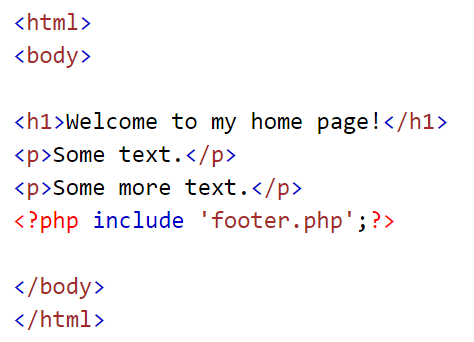 <html>
<body>
<h1>Welcome to my home page!</h1>
<p>Some text.</p>
<p>Some more text.</p>
<?php include 'footer.php';?>
</body>
</html>